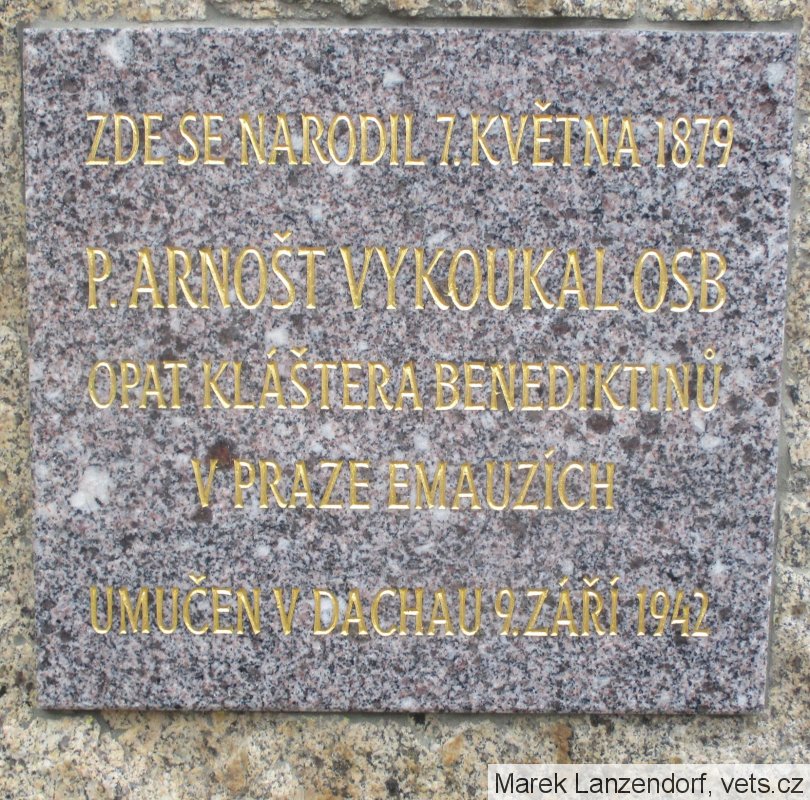 ZDE SE NARODIL 7. KVĚTNA 1879
P. ARNOŠT VYKOUKAL OSB
OPAT KLÁŠTERA BENEDIKTINŮ
V PRAZE EMAUZÍCH
UMUČEN V DACHAU 9. ZÁŘÍ 1942
Marek Lanzendorf, vets.cz